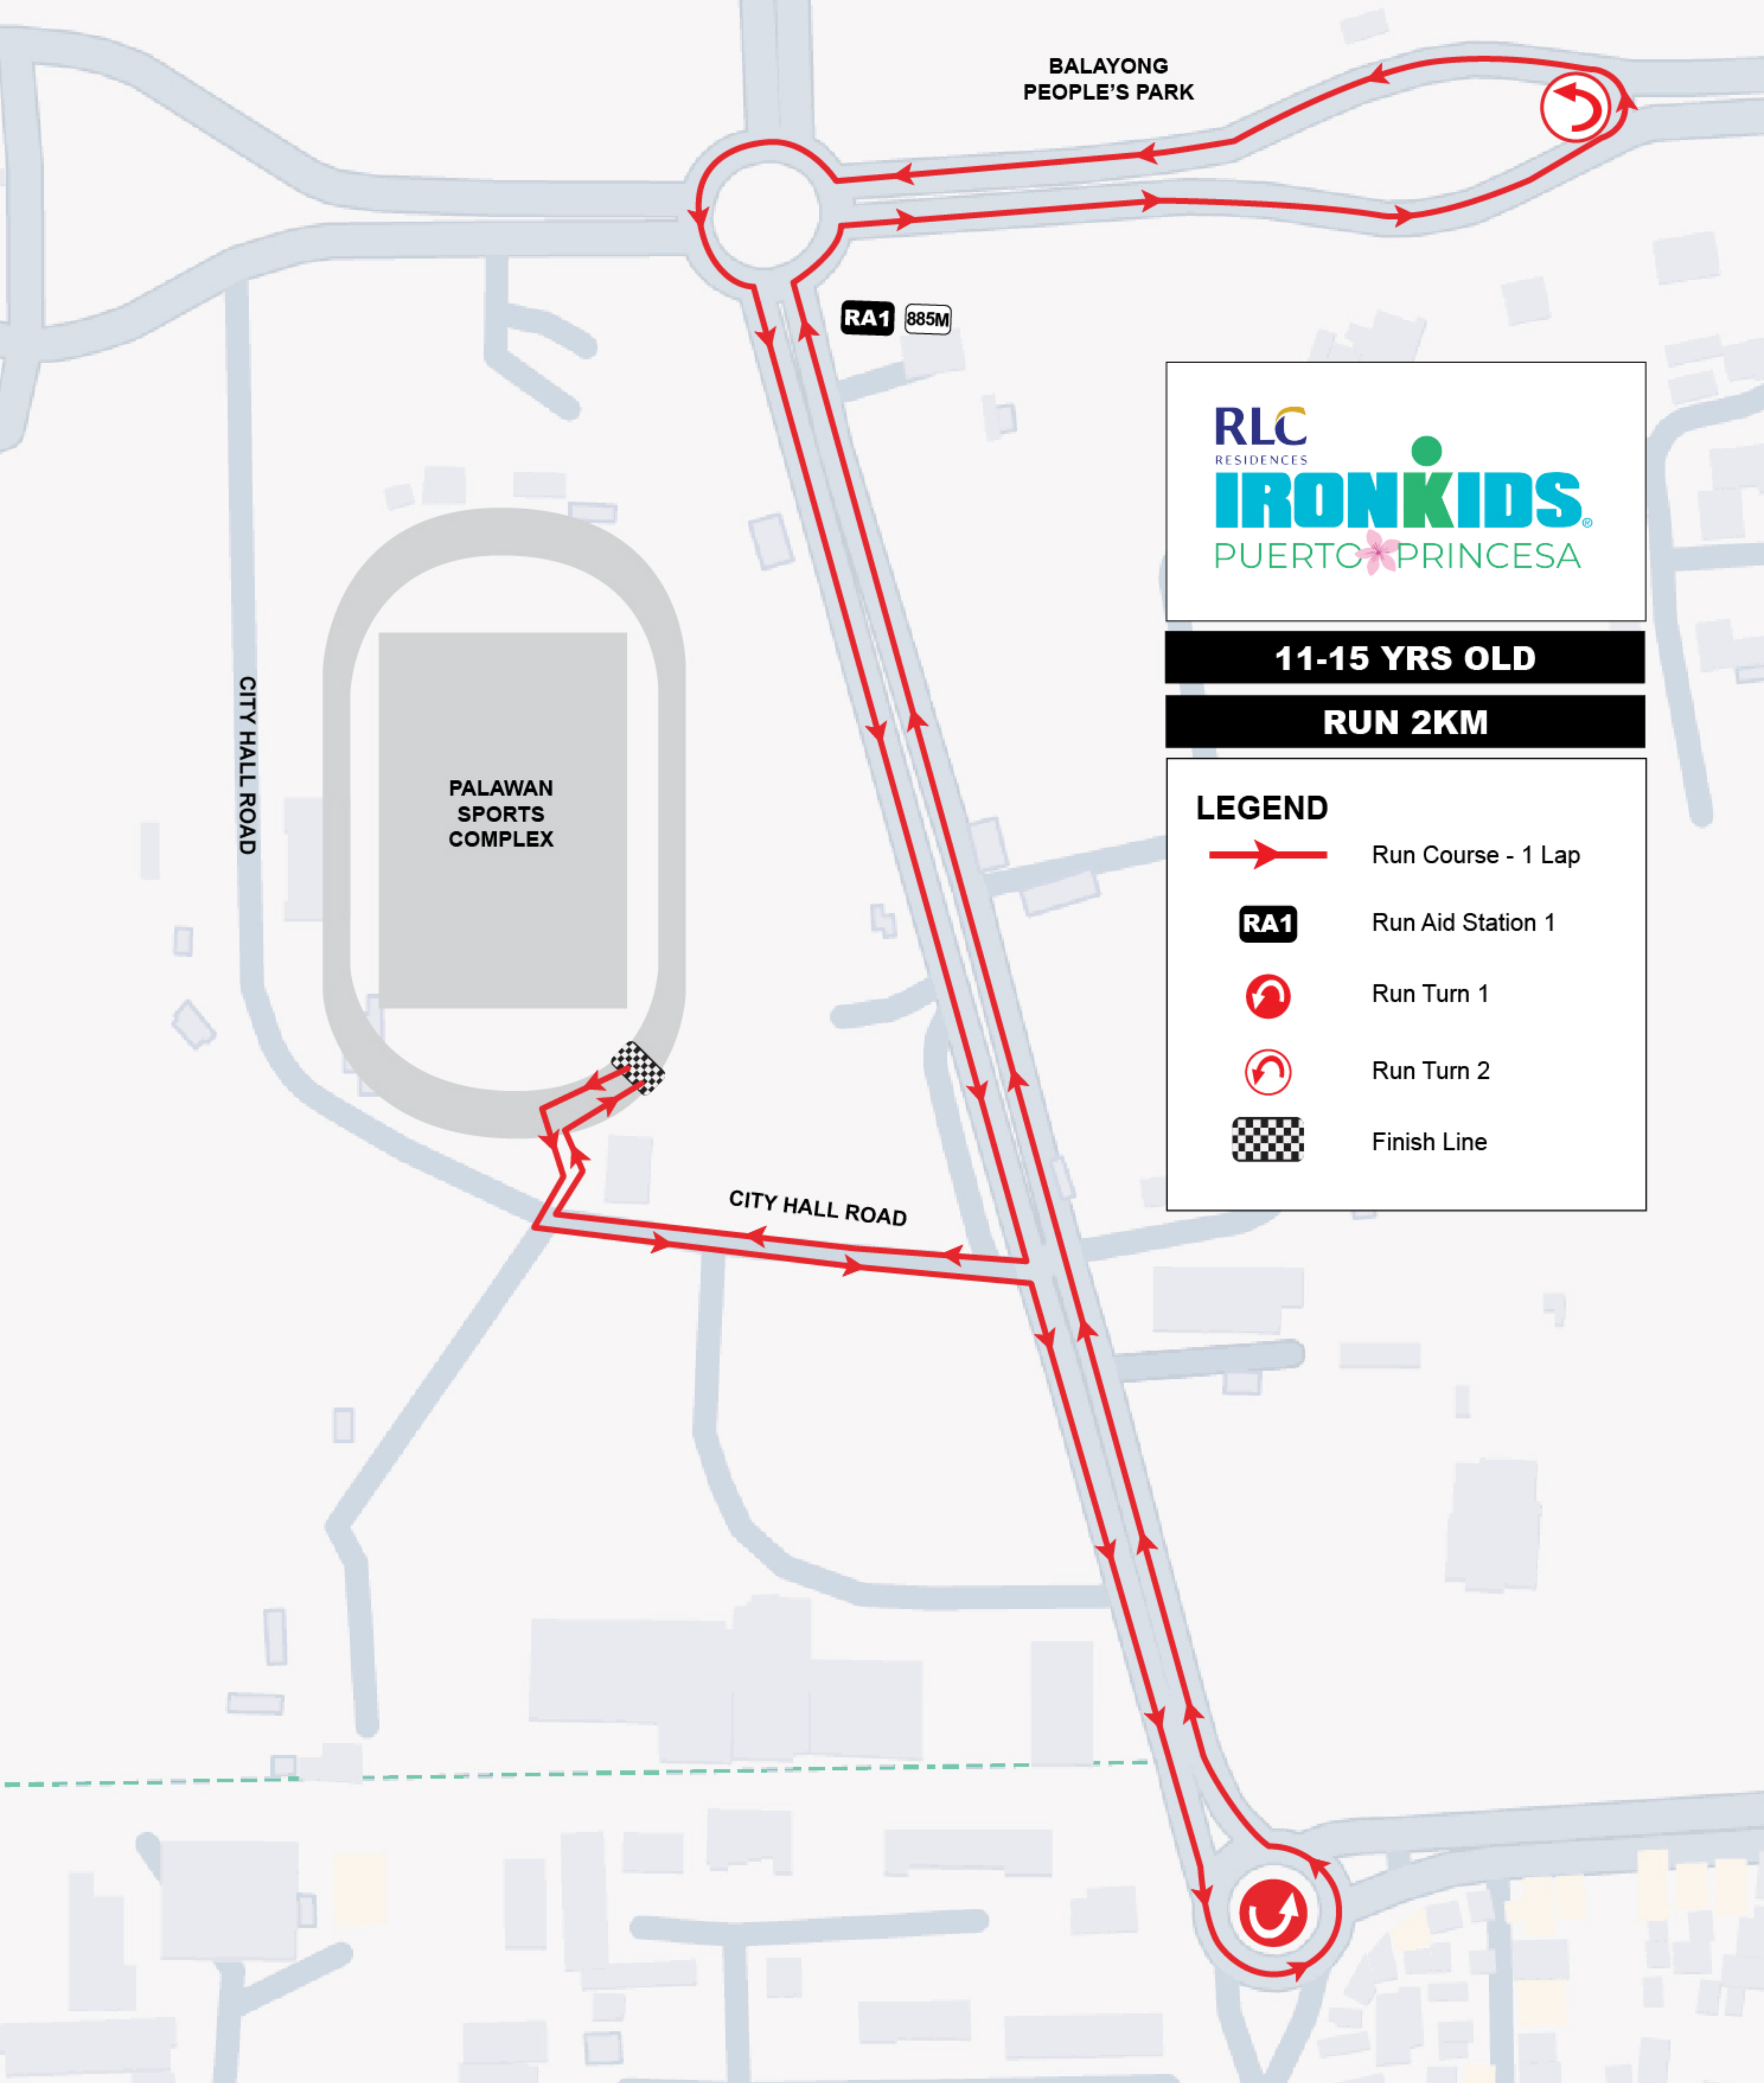 BALAYONG
PEOPLE'S PARK
RA1 885M
RLC
RESIDENCES
IRONKIDS®
PUERTO PRINCESA
11-15 YRS OLD
RUN 2KM
LEGEND
Run Course - 1 Lap
RA1 Run Aid Station 1
Run Turn 1
Run Turn 2
Finish Line
CITY HALL ROAD
PALAWAN
SPORTS
COMPLEX
CITY HALL ROAD